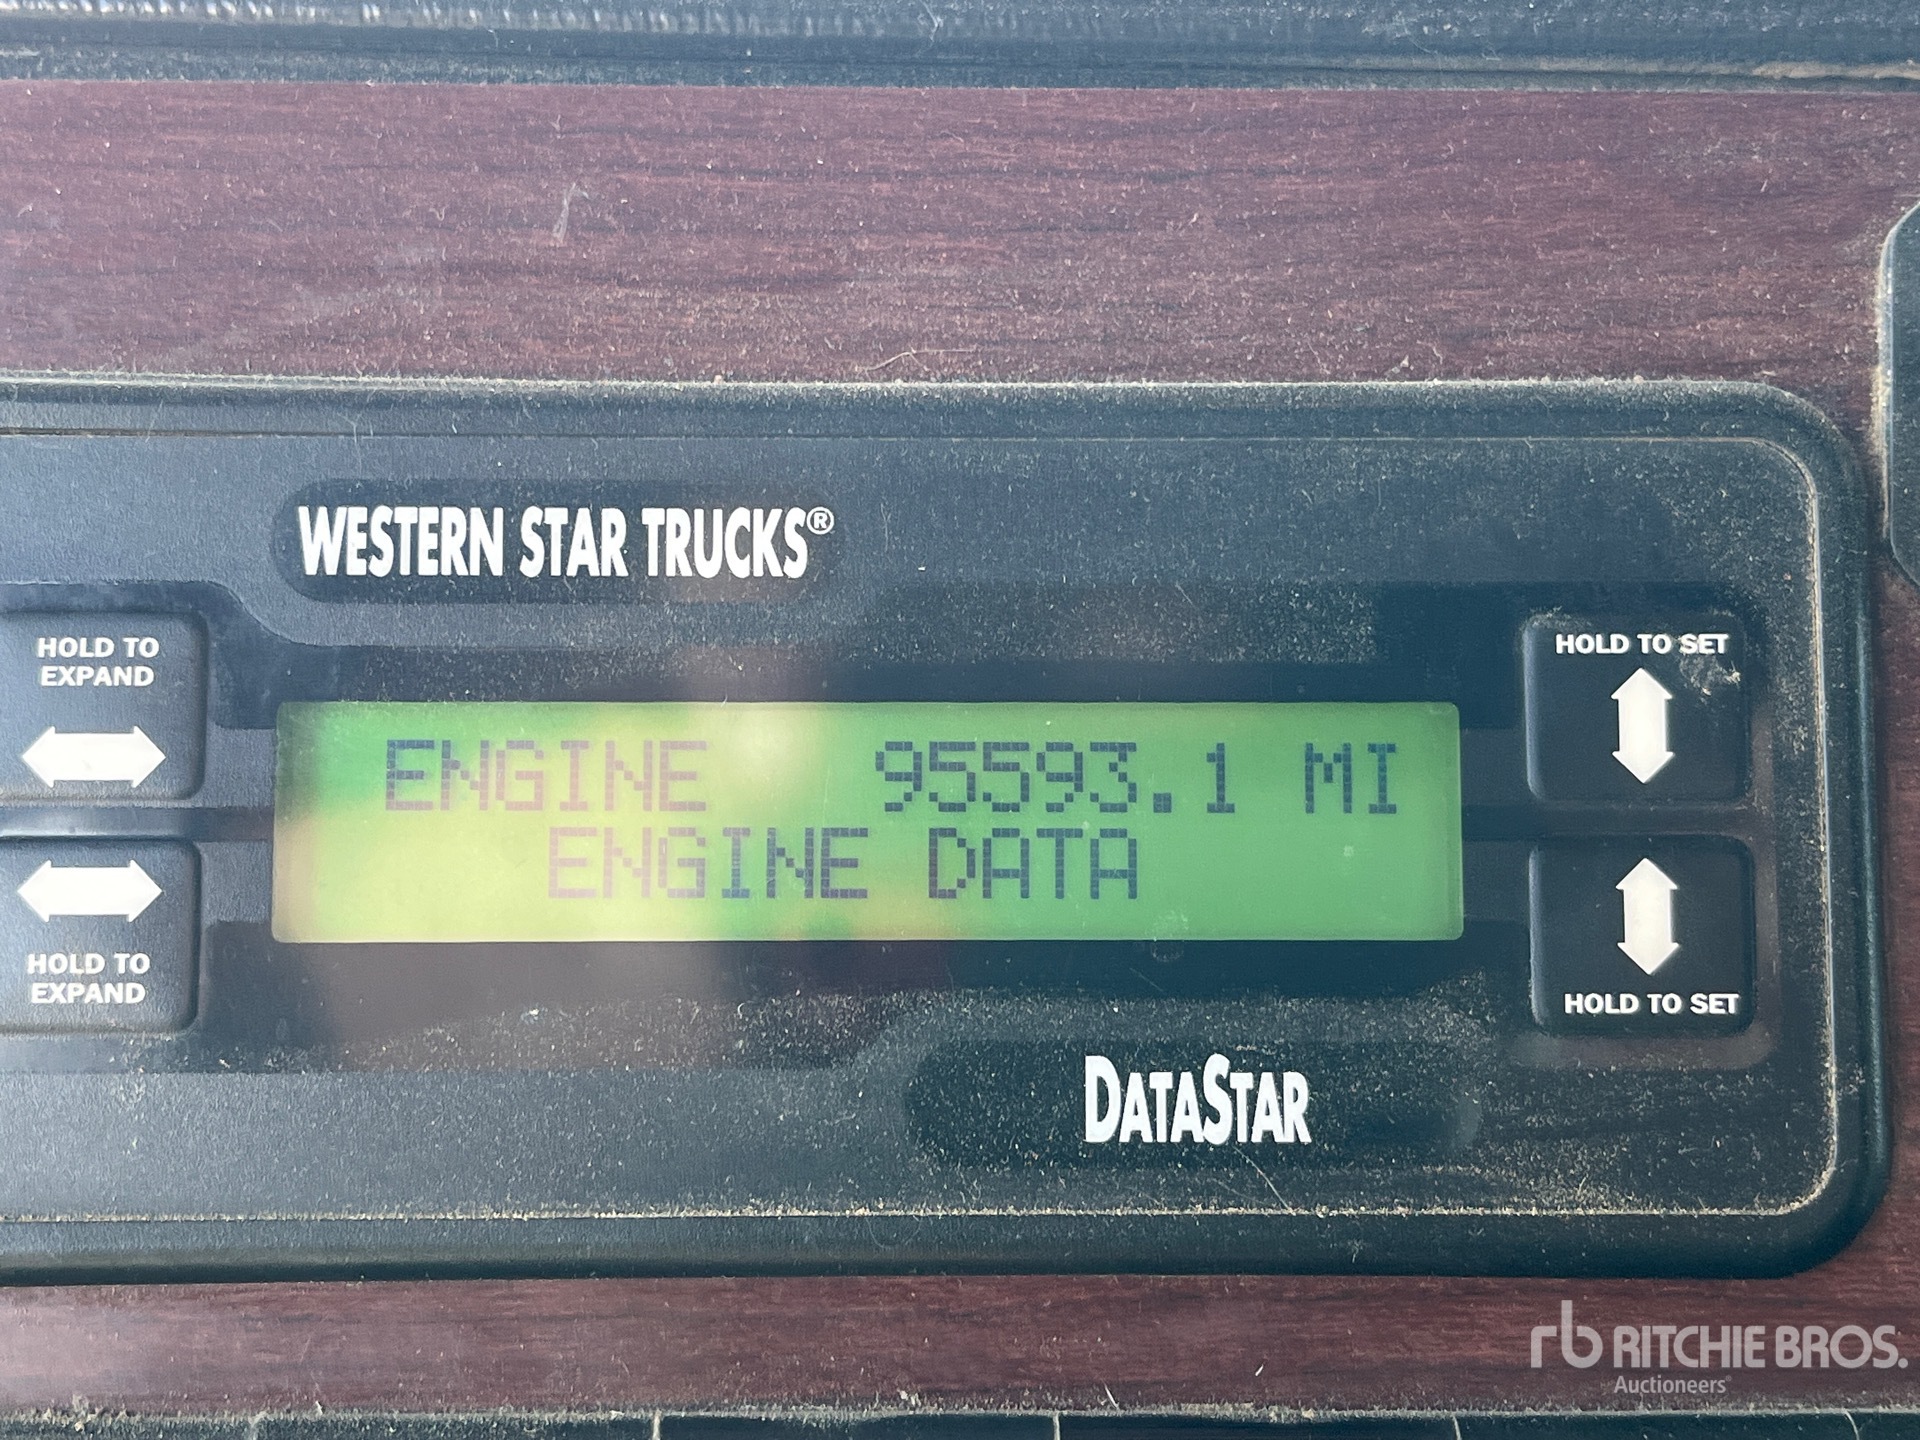 WESTERN STAR TRUCKS®
HOLD TO
EXPAND
HOLD TO SET
ENGINE 95593.1 MI
ENGINE DATA
HOLD TO
EXPAND
HOLD TO SET
DATASTAR
rb RITCHIE BROS.
Auctioneers